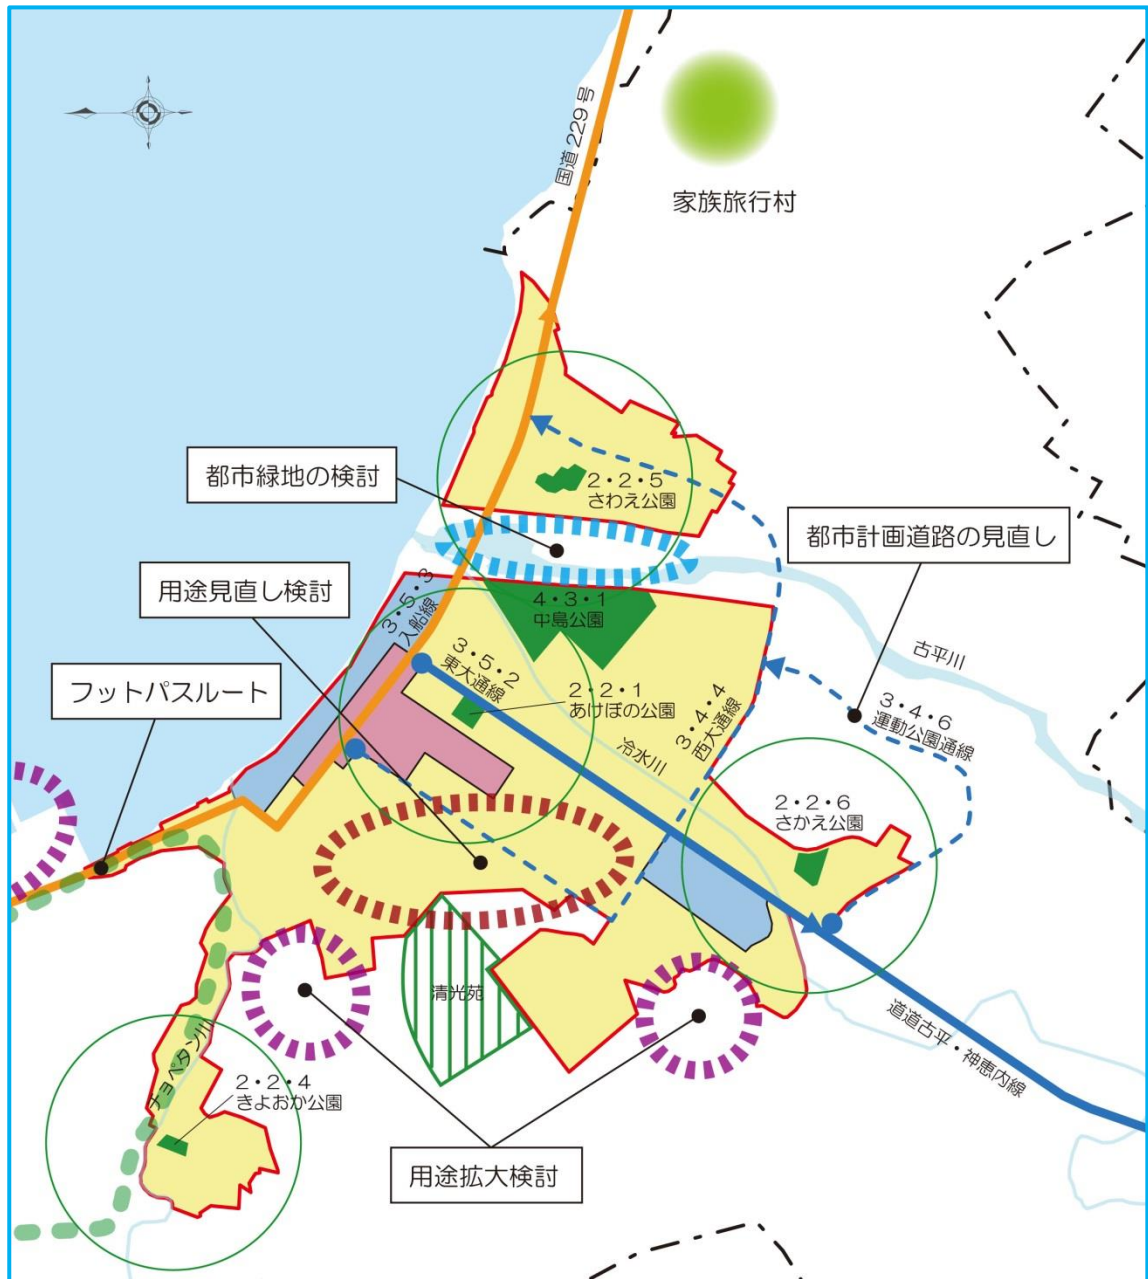 国道229号
家族旅行村
都市緑地の検討
2・2・5
さわえ公園
都市計画道路の見直し
用途見直し検討
3・5・3
入船線
4・3・1
中島公園
古平川
フットパスルート
3・5・2
東大通線
2・2・1
あけぼの公園
3・4・4
西大通線
3・4・6
運動公園通線
冷水川
2・2・6
さかえ公園
清光苑
道道古平・神恵内線
チョペタン川
2・2・4
きよおか公園
用途拡大検討